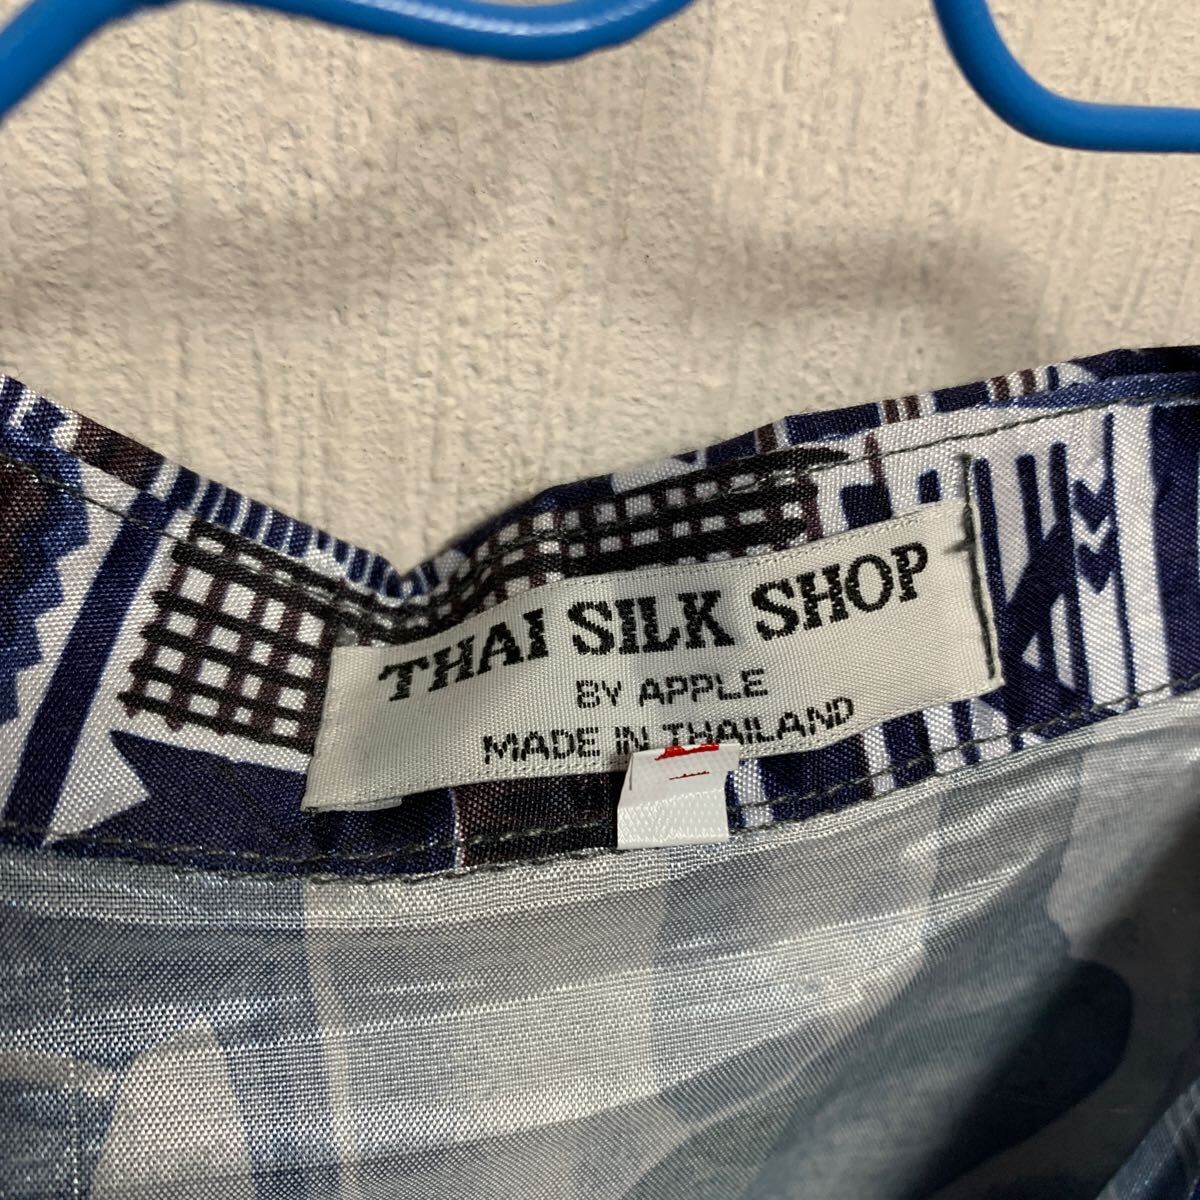 THAI SILK SHOP
BY APPLE
MADE IN THAILAND